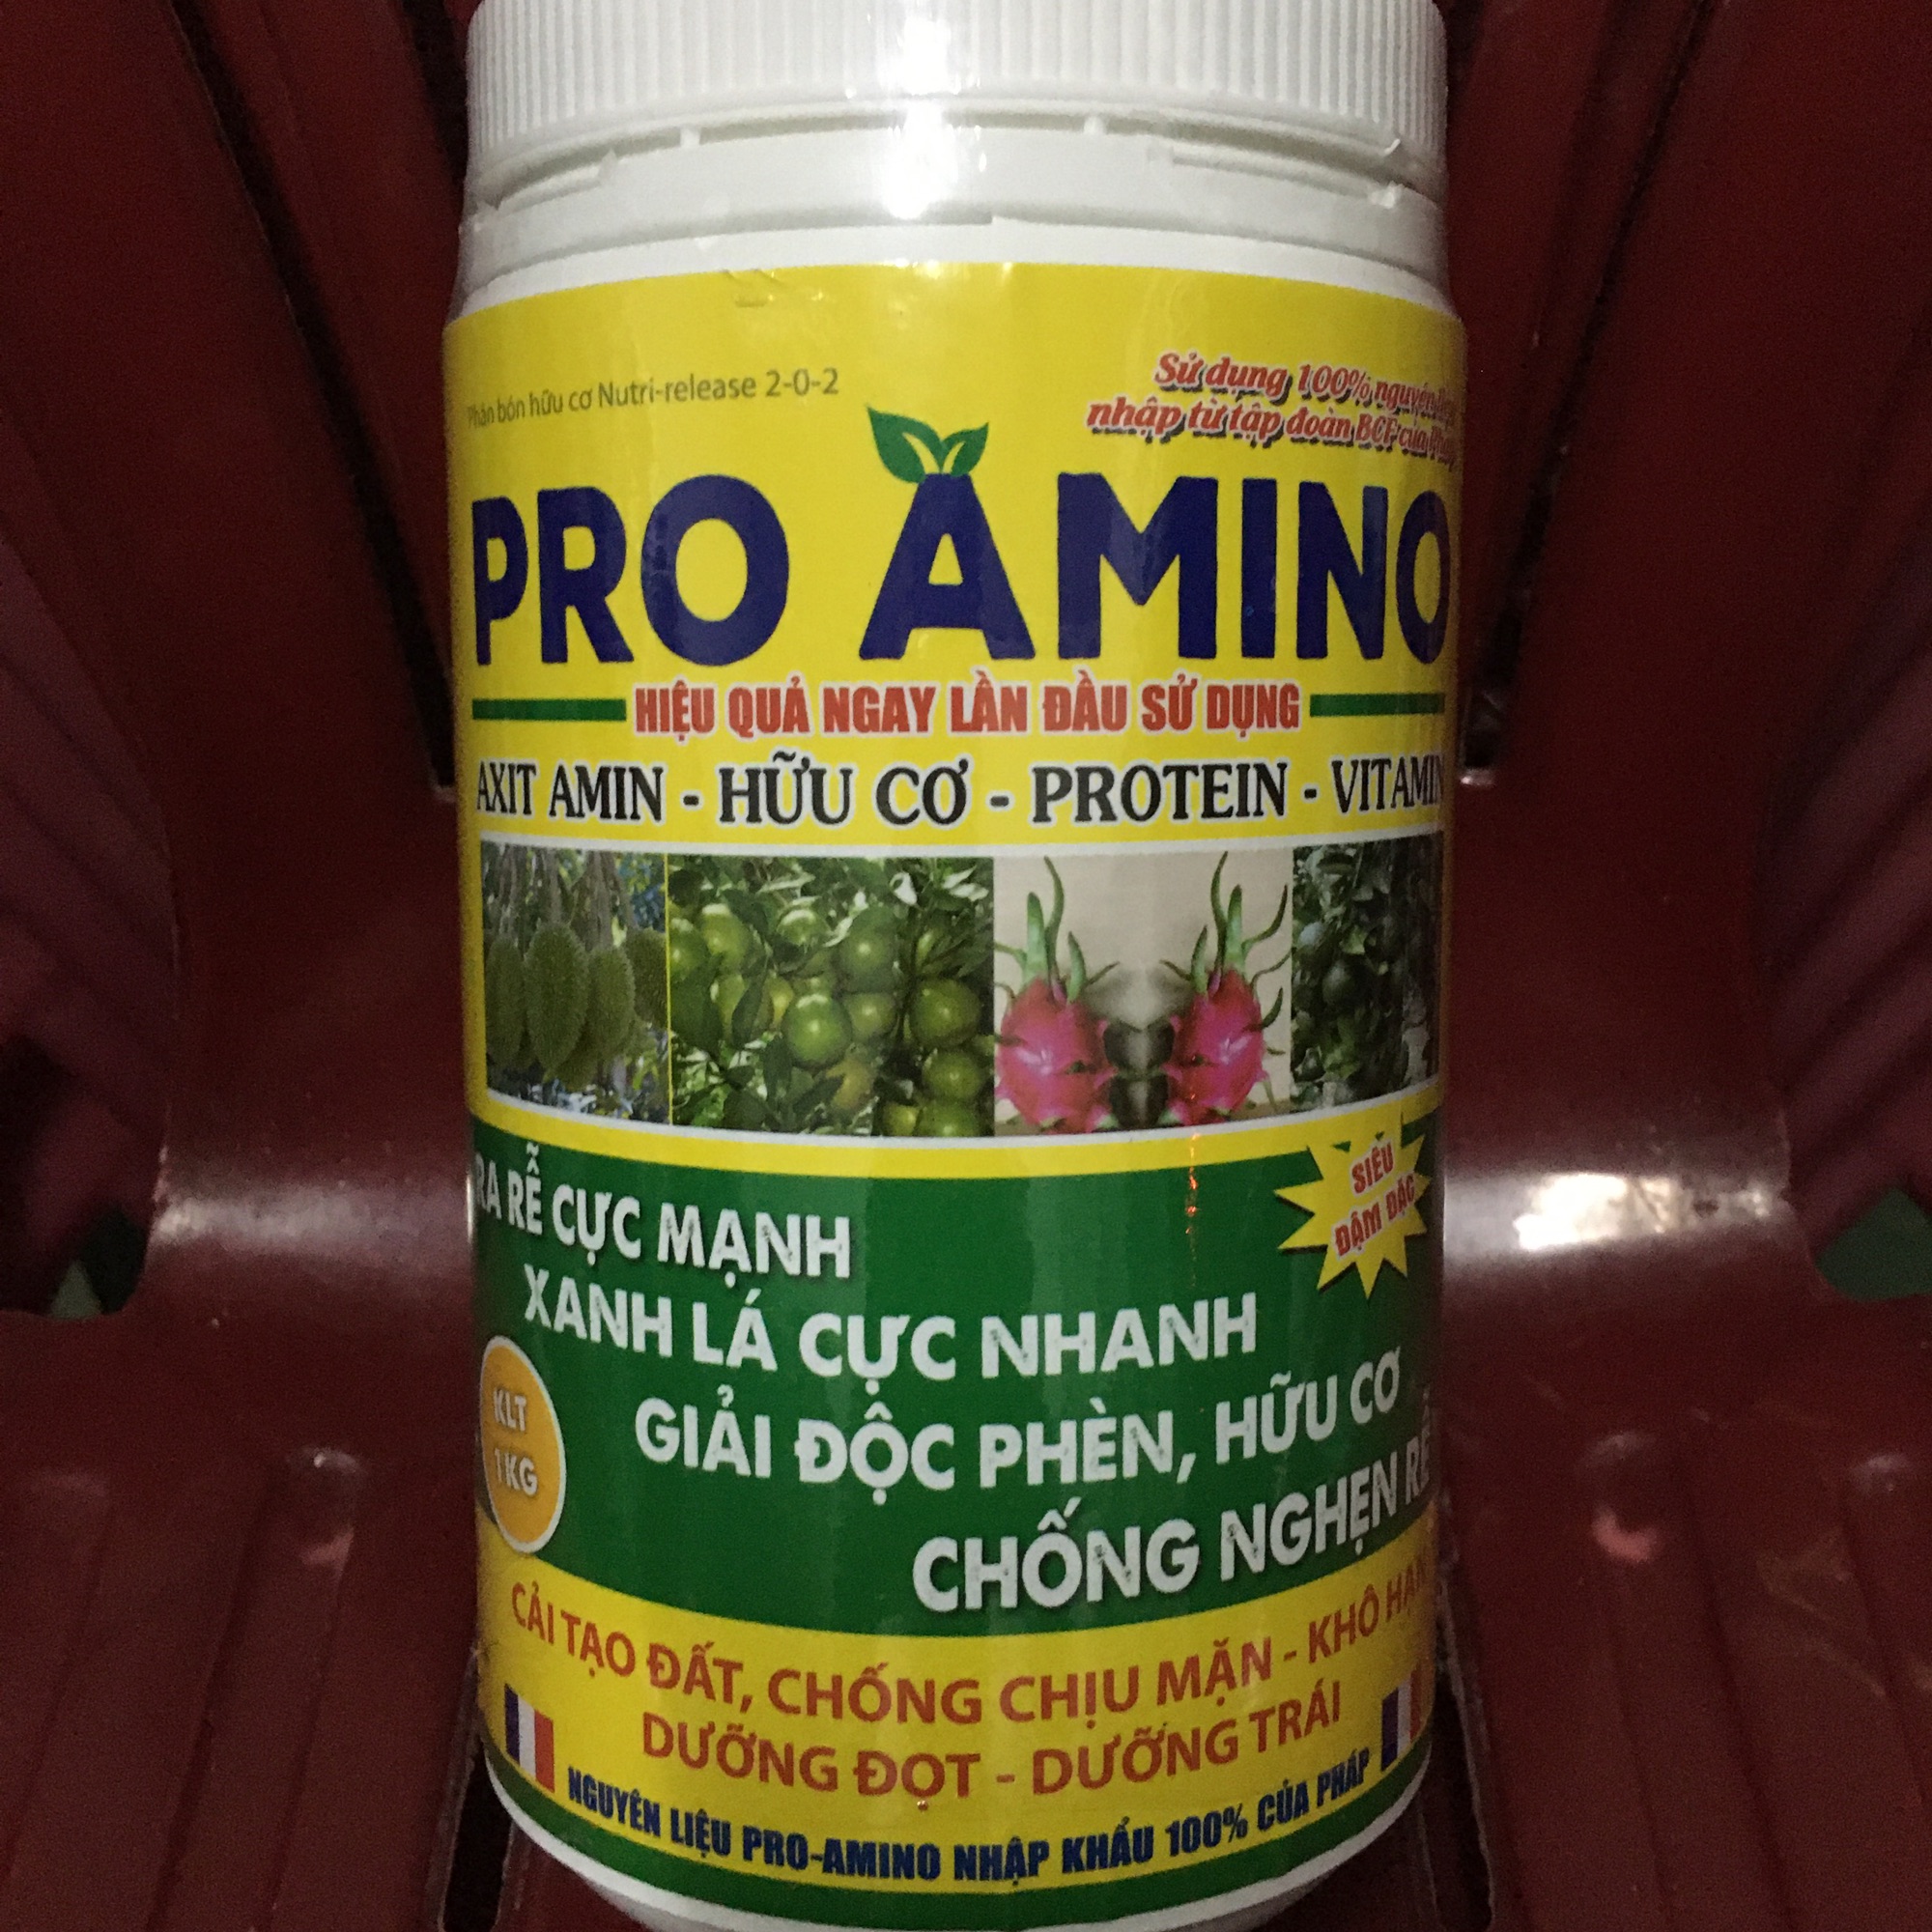 Phân bón hữu cơ Nutri-release 2-0-2
Sử dụng 100% nguyên
nhập từ tập đoàn BCF của
PRO AMINO
HIỆU QUẢ NGAY LẦN ĐẦU SỬ DỤNG
AXIT AMIN - HỮU CƠ - PROTEIN - VITAMIN
SIÊU
ĐẬM ĐẶC
RA RỄ CỰC MẠNH
XANH LÁ CỰC NHANH
GIẢI ĐỘC PHÈN, HỮU CƠ
CHỐNG NGHẸN RỄ
KLT
1KG
CẢI TẠO ĐẤT, CHỐNG CHỊU MẶN - KHÔ HẠN
DƯỠNG ĐỌT - DƯỠNG TRÁI
NGUYÊN LIỆU PRO-AMINO NHẬP KHẨU 100% CỦA PHÁP